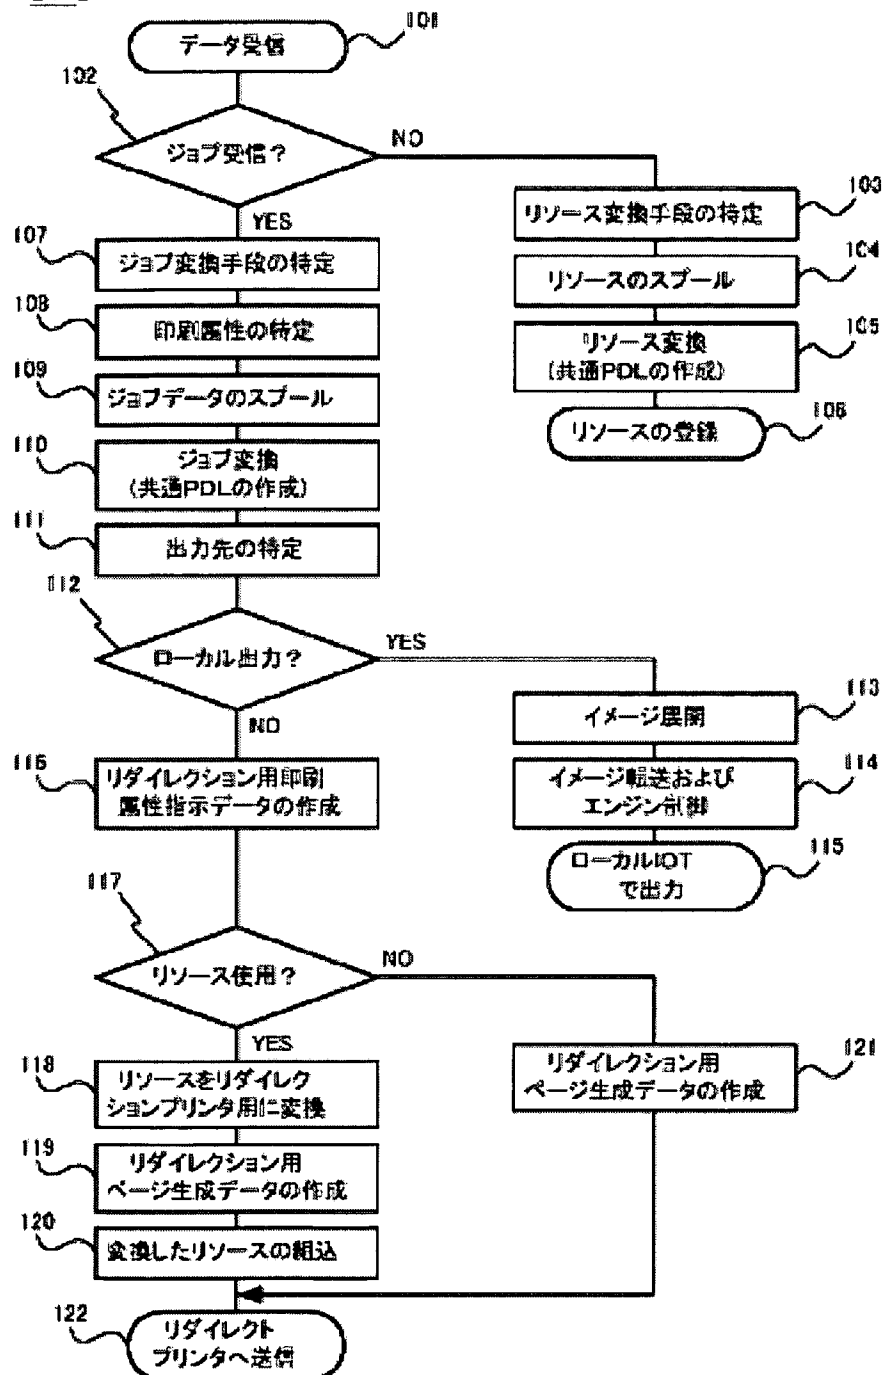 データ受信
101
102
ジョブ受信？
NO
YES
103
リソース変換手段の特定
104
リソースのスプール
105
リソース変換
(共通PDLの作成)
106
リソースの登録
107
ジョブ変換手段の特定
108
印刷属性の特定
109
ジョブデータのスプール
110
ジョブ変換
(共通PDLの作成)
111
出力先の特定
112
ローカル出力？
YES
NO
113
イメージ展開
114
イメージ転送および
エンジン制御
115
ローカルIOT
で出力
116
リダイレクション用印刷
属性指示データの作成
117
リソース使用？
NO
YES
118
リソースをリダイレク
ションプリンタ用に変換
119
リダイレクション用
ページ生成データの作成
120
変換したリソースの組込
121
リダイレクション用
ページ生成データの作成
122
リダイレクト
プリンタへ送信